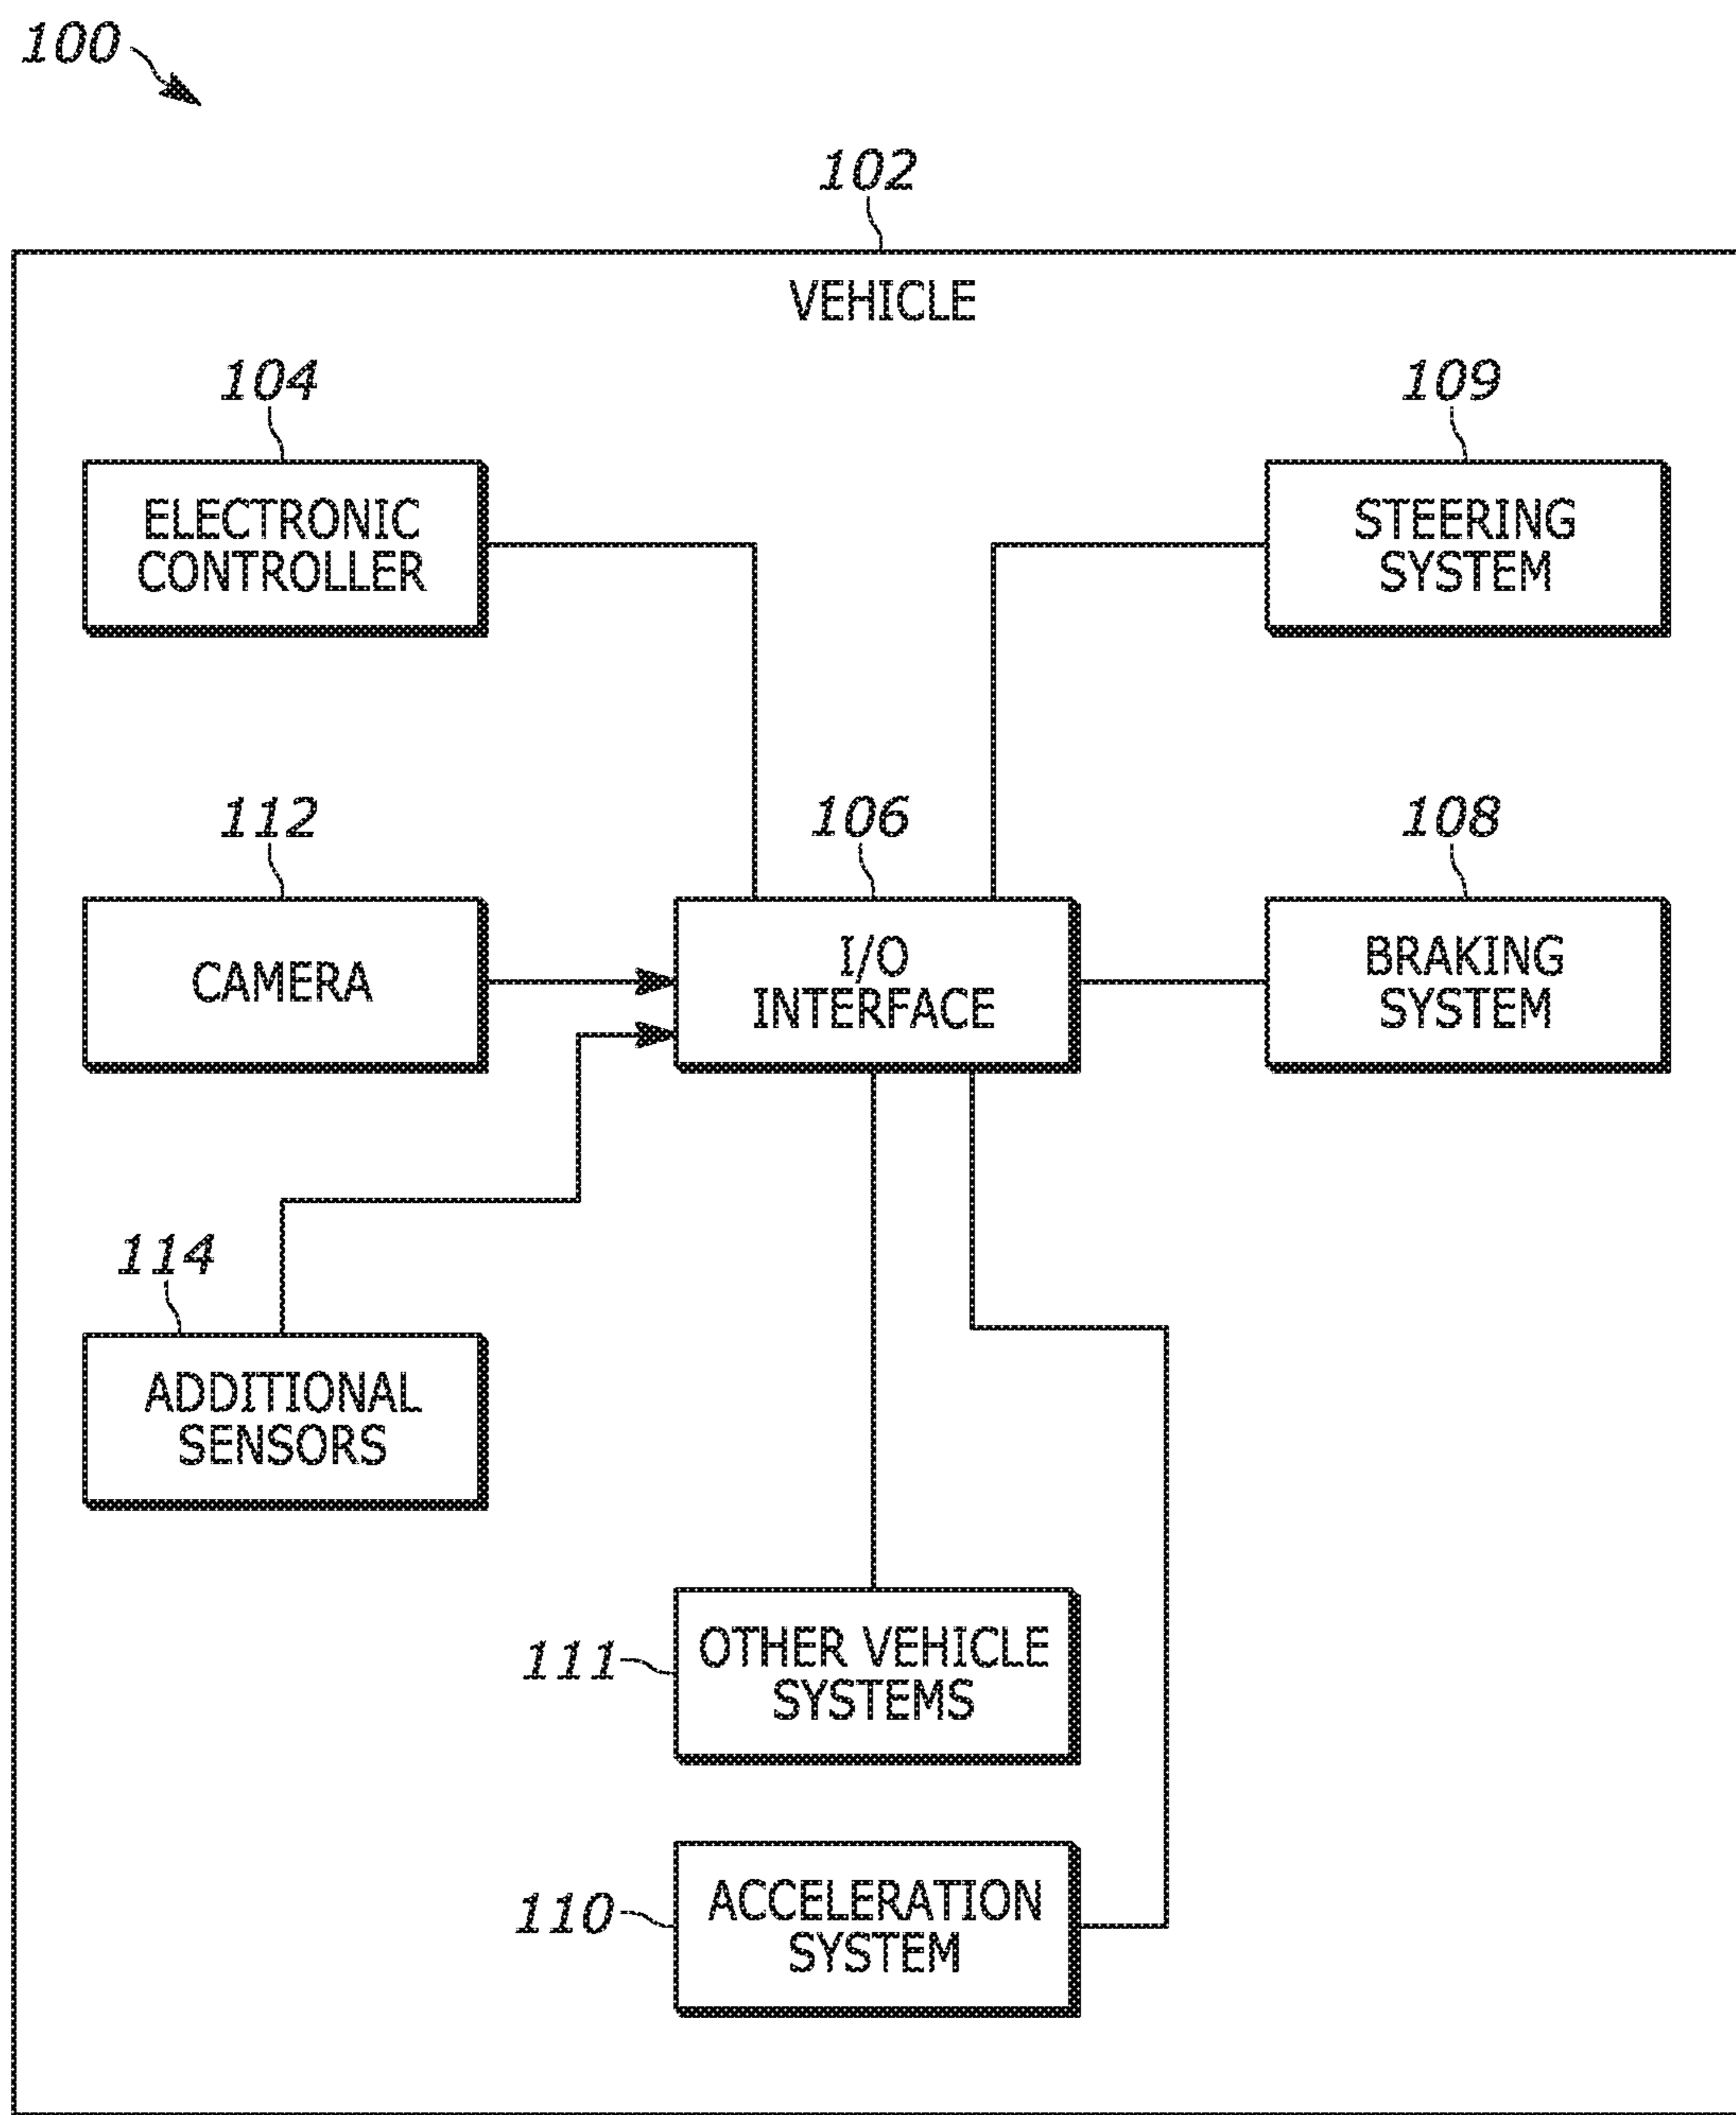 100
102
VEHICLE
104
109
ELECTRONIC
CONTROLLER
STEERING
SYSTEM
112
106
108
CAMERA
I/O
INTERFACE
BRAKING
SYSTEM
114
ADDITIONAL
SENSORS
111
OTHER VEHICLE
SYSTEMS
110
ACCELERATION
SYSTEM